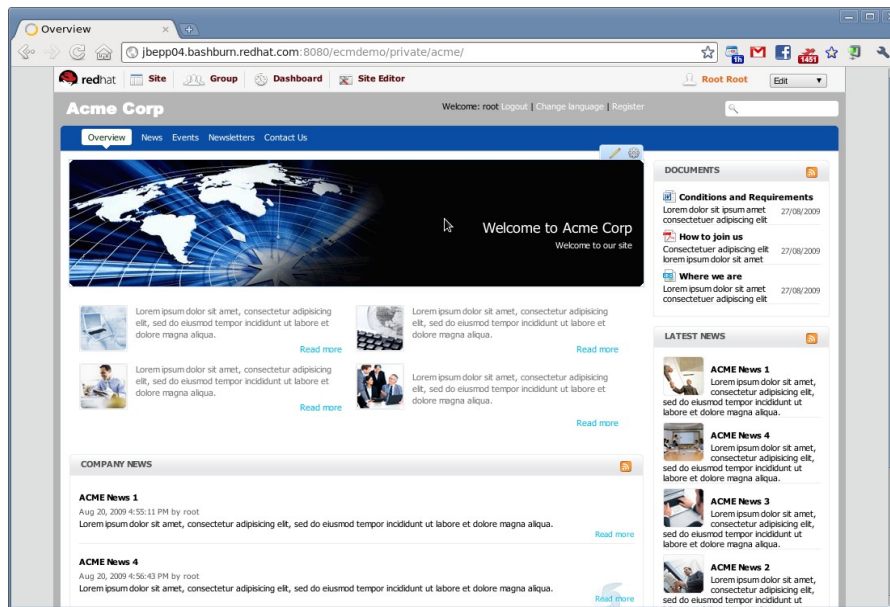 Overview
jbepp04.bashburn.redhat.com:8080/ecmdemo/private/acme/
1h
1451
redhat Site Group Dashboard Site Editor
Root Root Edit
Acme Corp
Welcome: root Logout | Change language | Register
Overview News Events Newsletters Contact Us
Welcome to Acme Corp
Welcome to our site
Lorem ipsum dolor sit amet, consectetur adipisicing
elit, sed do eiusmod tempor incididunt ut labore et
dolore magna aliqua.
Read more
Lorem ipsum dolor sit amet, consectetur adipisicing
elit, sed do eiusmod tempor incididunt ut labore et
dolore magna aliqua.
Read more
Lorem ipsum dolor sit amet, consectetur adipisicing
elit, sed do eiusmod tempor incididunt ut labore et
dolore magna aliqua.
Read more
Lorem ipsum dolor sit amet, consectetur adipisicing
elit, sed do eiusmod tempor incididunt ut labore et
dolore magna aliqua.
Read more
COMPANY NEWS
ACME News 1
Aug 20, 2009 4:55:11 PM by root
Lorem ipsum dolor sit amet, consectetur adipisicing elit, sed do eiusmod tempor incididunt ut labore et dolore magna aliqua.
Read more
ACME News 4
Aug 20, 2009 4:56:43 PM by root
Lorem ipsum dolor sit amet, consectetur adipisicing elit, sed do eiusmod tempor incididunt ut labore et dolore magna aliqua.
Read more
DOCUMENTS
Conditions and Requirements
Lorem dolor sit ipsum amet
consectetuer adipiscing elit
27/08/2009
How to join us
Consectetuer adipiscing elit
lorem ipsum dolor sit amet
27/08/2009
Where we are
Lorem ipsum dolor sit amet
consectetuer adipiscing elit
27/08/2009
LATEST NEWS
ACME News 1
Lorem ipsum dolor sit amet,
consectetur adipisicing elit,
sed do eiusmod tempor incididunt ut
labore et dolore magna aliqua.
ACME News 4
Lorem ipsum dolor sit amet,
consectetur adipisicing elit,
sed do eiusmod tempor incididunt ut
labore et dolore magna aliqua.
ACME News 3
Lorem ipsum dolor sit amet,
consectetur adipisicing elit,
sed do eiusmod tempor incididunt ut
labore et dolore magna aliqua.
ACME News 2
Lorem ipsum dolor sit amet,
consectetur adipisicing elit,
sed do eiusmod tempor incididunt ut